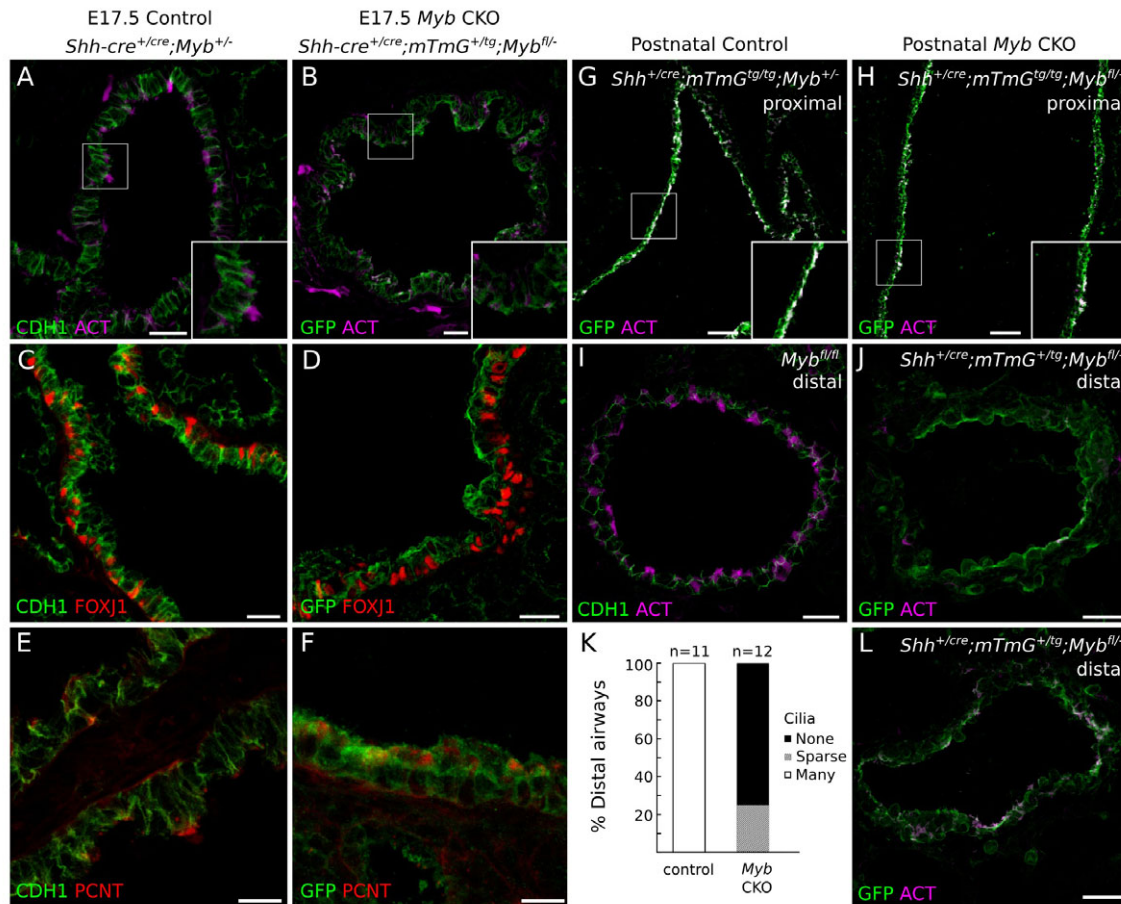 E17.5 Control
Shh-cre+/cre;Myb+/-
E17.5 Myb CKO
Shh-cre+/cre;mTmG+/tg;Mybfl/-
Postnatal Control
Postnatal Myb CKO
A
CDH1 ACT
B
GFP ACT
G Shh+/cre;mTmGtg/tg;Myb+/-
proximal
GFP ACT
H Shh+/cre;mTmGtg/tg;Mybfl/-
proximal
GFP ACT
C
CDH1 FOXJ1
D
GFP FOXJ1
I Mybfl/fl
distal
CDH1 ACT
J Shh+/cre;mTmG+/tg;Mybfl/-
distal
GFP ACT
E
CDH1 PCNT
F
GFP PCNT
K
n=11 n=12
% Distal airways
100
80
60
40
20
Cilia
None
Sparse
Many
control
Myb
CKO
L Shh+/cre;mTmG+/tg;Mybfl/-
distal
GFP ACT